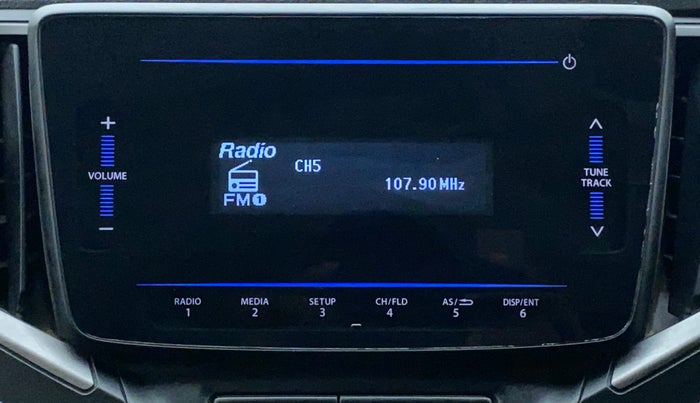 +
VOLUME
−
Radio
CH5
107.90 MHz
FM1
TUNE
TRACK
RADIO MEDIA SETUP CH/FLD AS/ DISP/ENT
1 2 3 4 5 6